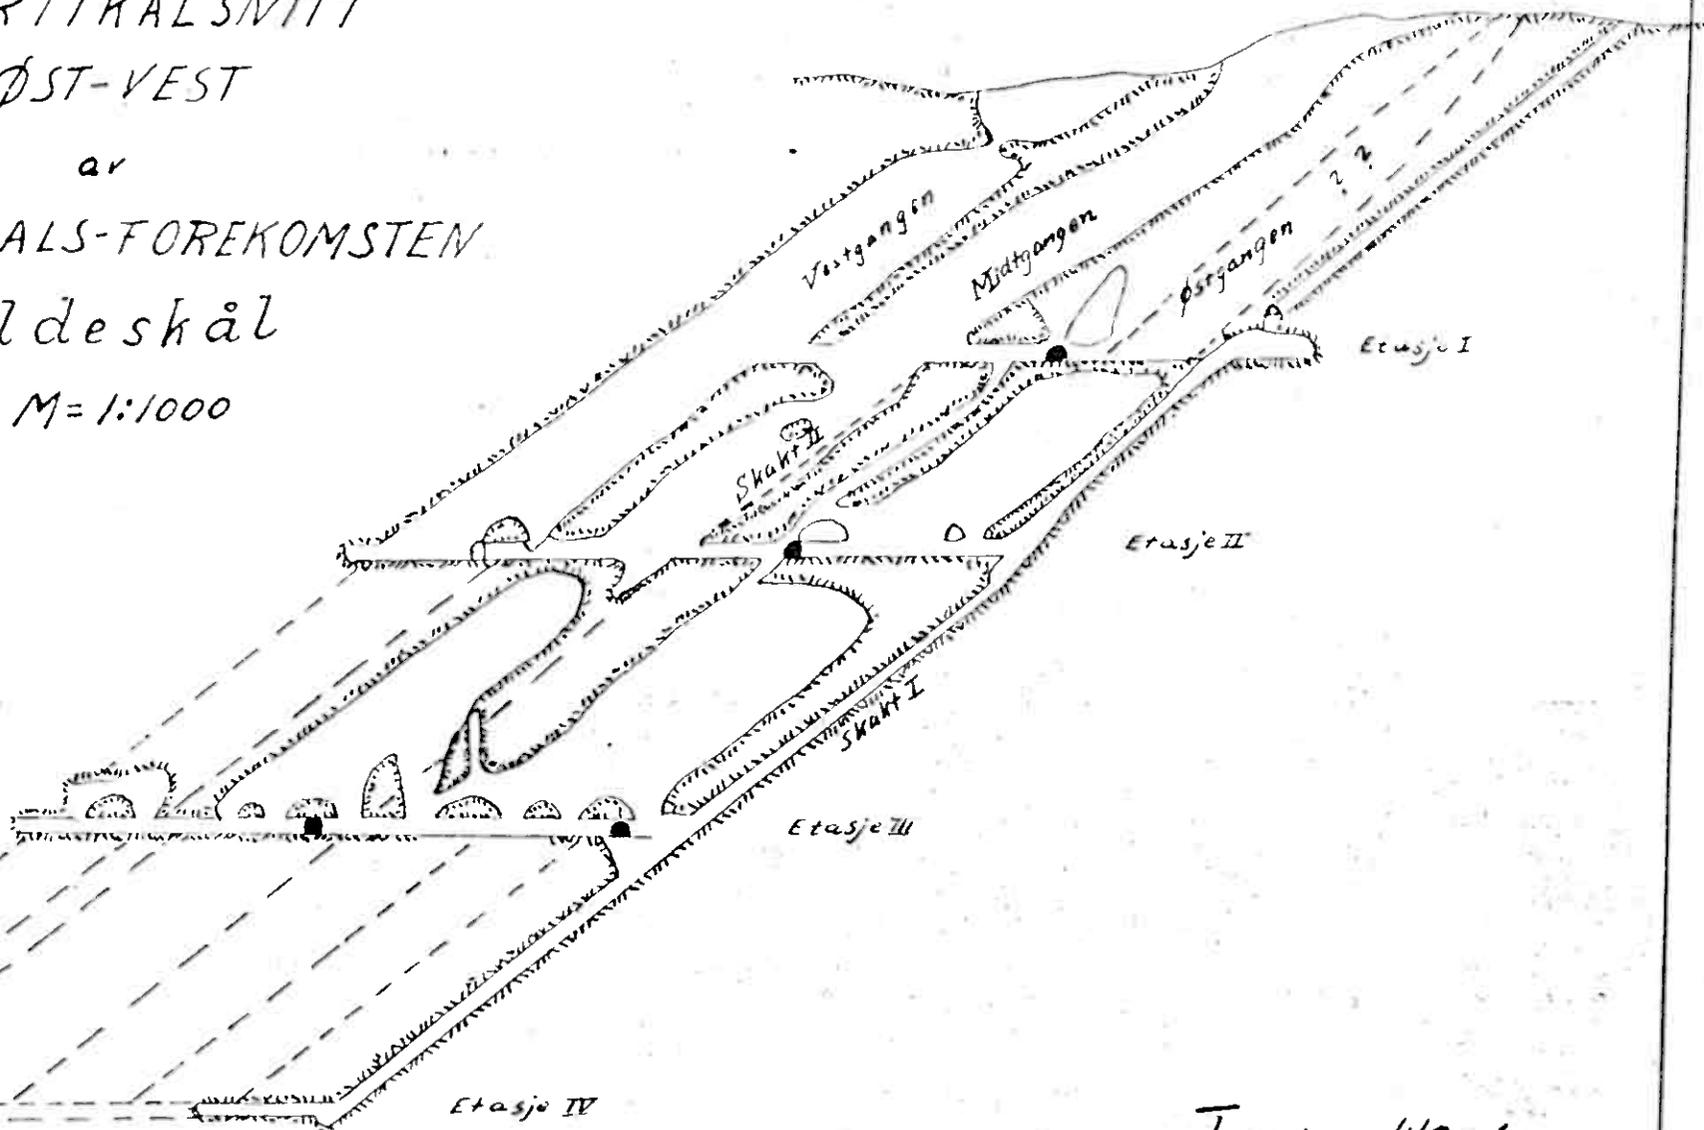 RTIKALSNITT
ØST-VEST
av
ALS-FOREKOMSTEN
ldeskål
M=1:1000
Vestgangen
Midtgangen
Østgangen
? ?
Etasje I
Skakt II
Etasje II
Skakt I
Etasje III
Etasje IV